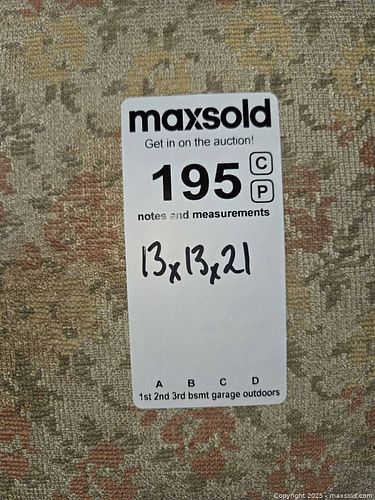 maxsold
Get in on the auction!
195 C
P
notes and measurements
13x13x21
A B C D
1st 2nd 3rd bsmt garage outdoors
Copyright 2025 - maxsold.com